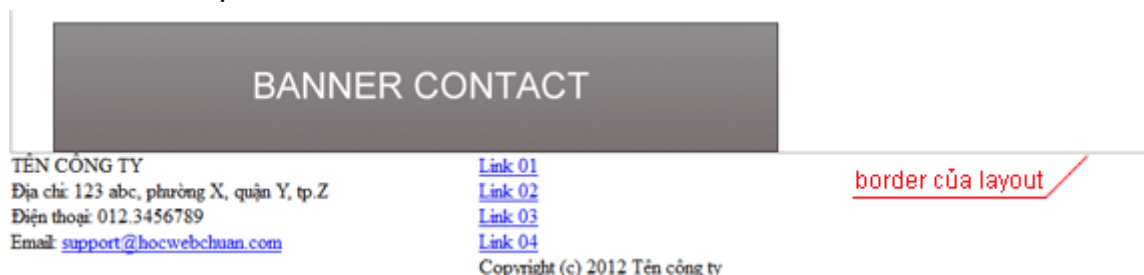 BANNER CONTACT
TÊN CÔNG TY
Địa chỉ: 123 abc, phường X, quận Y, tp.Z
Điện thoại: 012.3456789
Email: support@hocwebchuan.com
Link 01
Link 02
Link 03
Link 04
Copyright (c) 2012 Tên công ty
border của layout